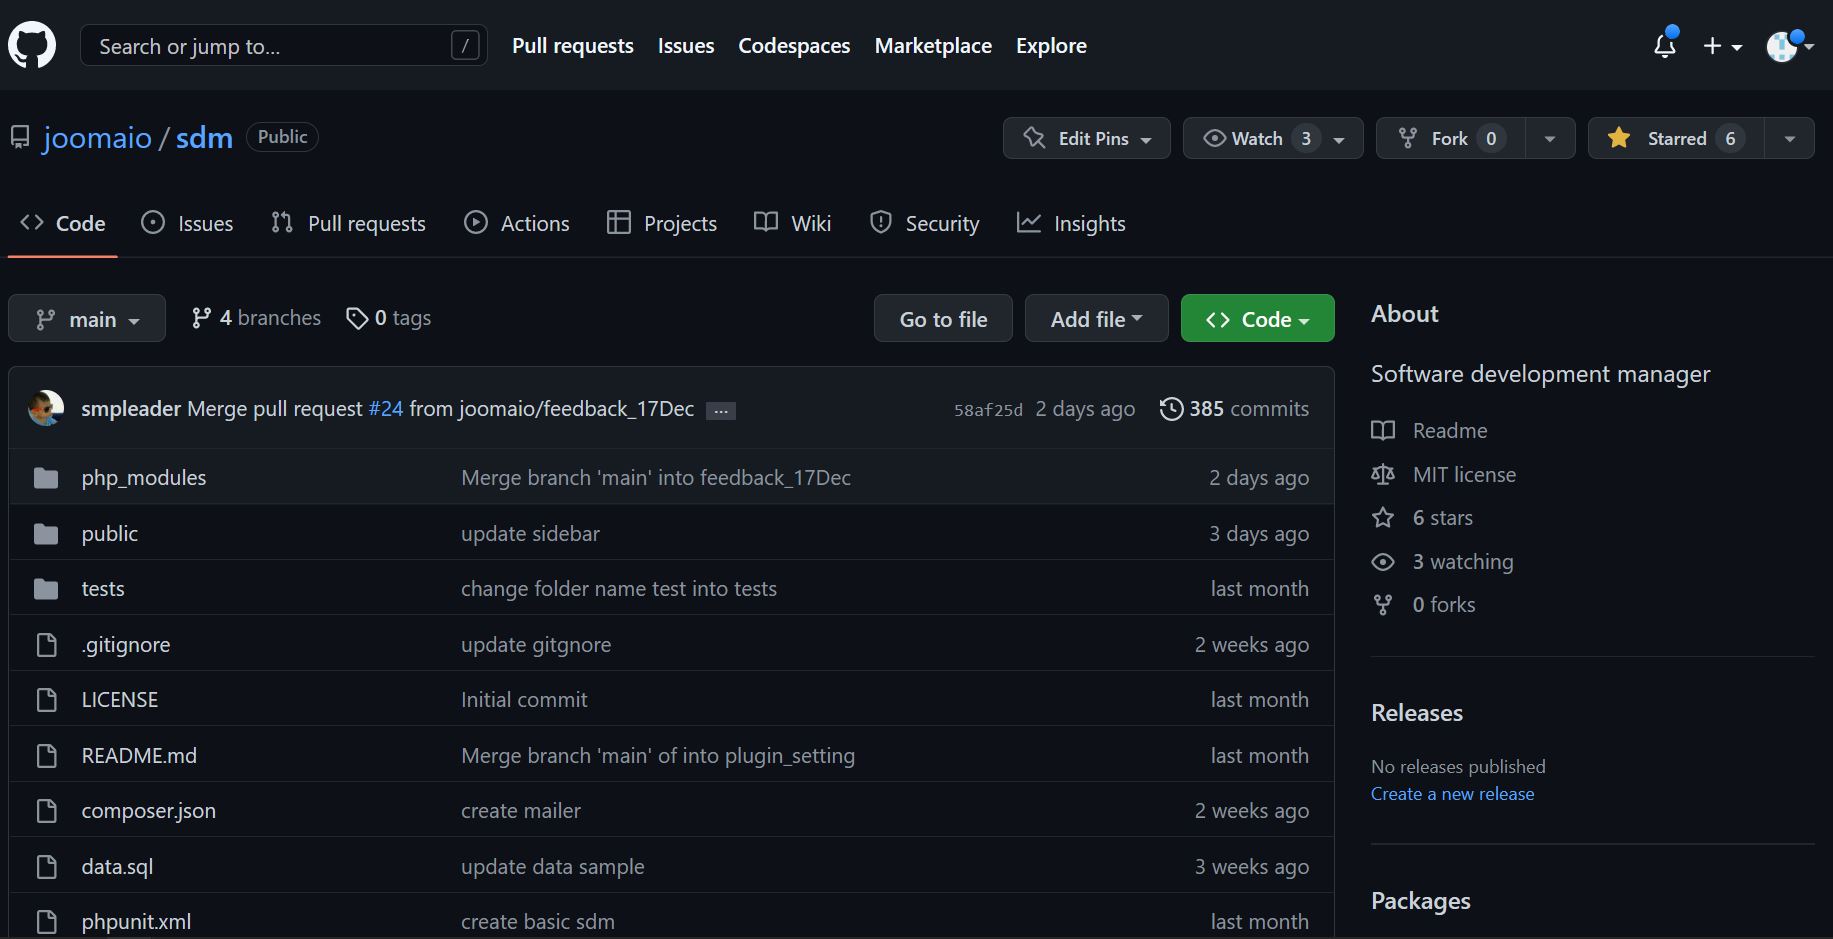 Search or jump to... / Pull requests Issues Codespaces Marketplace Explore
joomaio / sdm Public Edit Pins Watch 3 Fork 0 Starred 6
Code Issues Pull requests Actions Projects Wiki Security Insights
main 4 branches 0 tags Go to file Add file Code
smpleader Merge pull request #24 from joomaio/feedback_17Dec ... 58af25d 2 days ago 385 commits
php_modules Merge branch 'main' into feedback_17Dec 2 days ago
public update sidebar 3 days ago
tests change folder name test into tests last month
.gitignore update gitgnore 2 weeks ago
LICENSE Initial commit last month
README.md Merge branch 'main' of into plugin_setting last month
composer.json create mailer 2 weeks ago
data.sql update data sample 3 weeks ago
phpunit.xml create basic sdm last month
About
Software development manager
Readme
MIT license
6 stars
3 watching
0 forks
Releases
No releases published
Create a new release
Packages